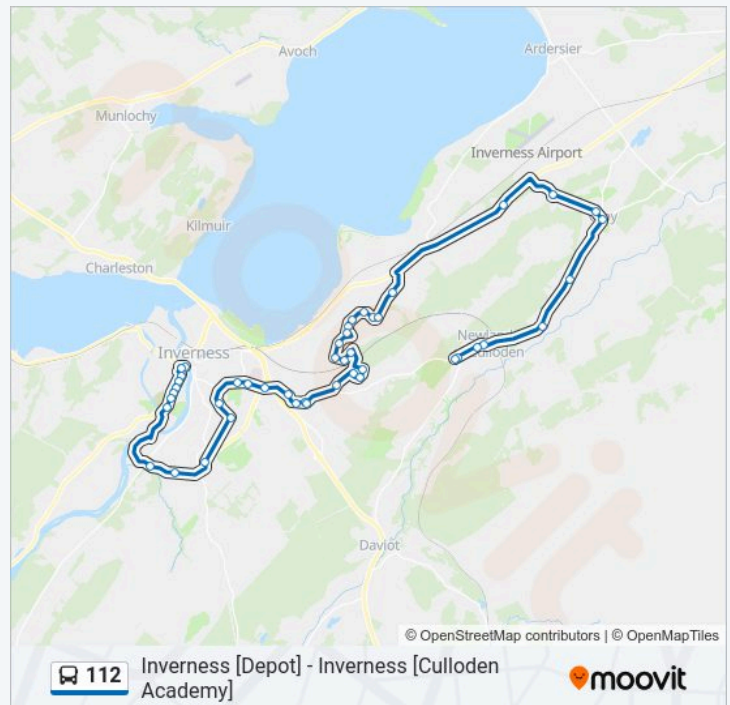 Avoch
Ardersier
Munlochy
Inverness Airport
Kilmuir
Charleston
Inverness
Daviot
© OpenStreetMap contributors | © OpenMapTiles
112
Inverness [Depot] - Inverness [Culloden
Academy]
moovit